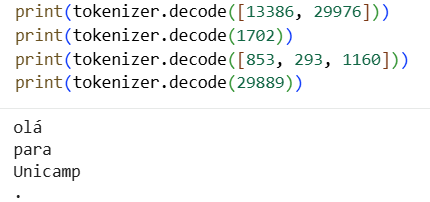 print(tokenizer.decode([13386, 29976]))
print(tokenizer.decode(1702))
print(tokenizer.decode([853, 293, 1160]))
print(tokenizer.decode(29889))
olá
para
Unicamp
.